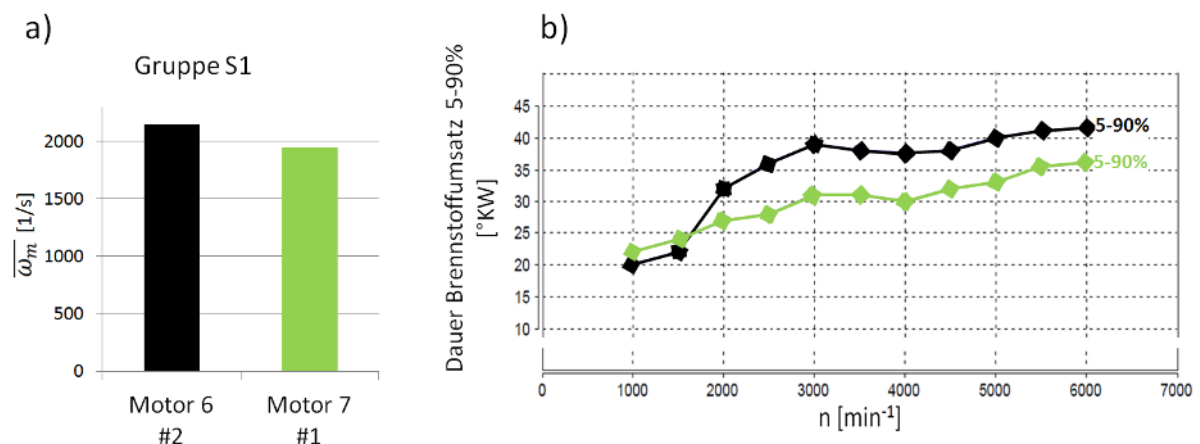 a)
Gruppe S1
ω̅m̅ [1/s]
2000
1500
1000
500
0
Motor 6
#2
Motor 7
#1
b)
Dauer Brennstoffumsatz 5-90%
[°KW]
45
40
35
30
25
20
15
10
5-90%
5-90%
0 1000 2000 3000 4000 5000 6000 7000
n [min⁻¹]